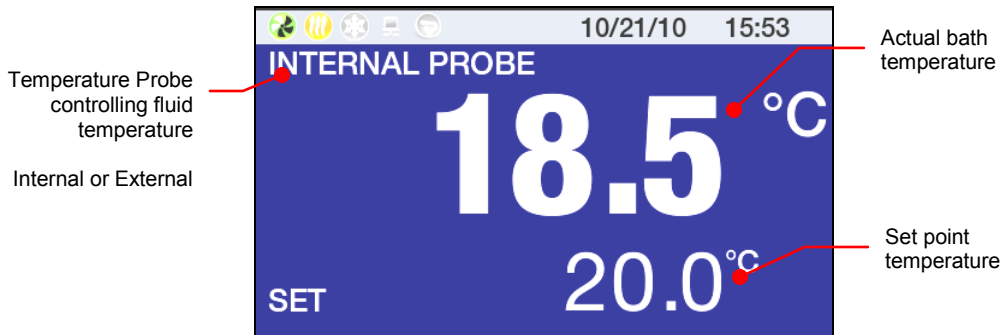 10/21/10 15:53
INTERNAL PROBE
18.5 °C
SET 20.0 °C
Temperature Probe
controlling fluid
temperature
Internal or External
Actual bath
temperature
Set point
temperature